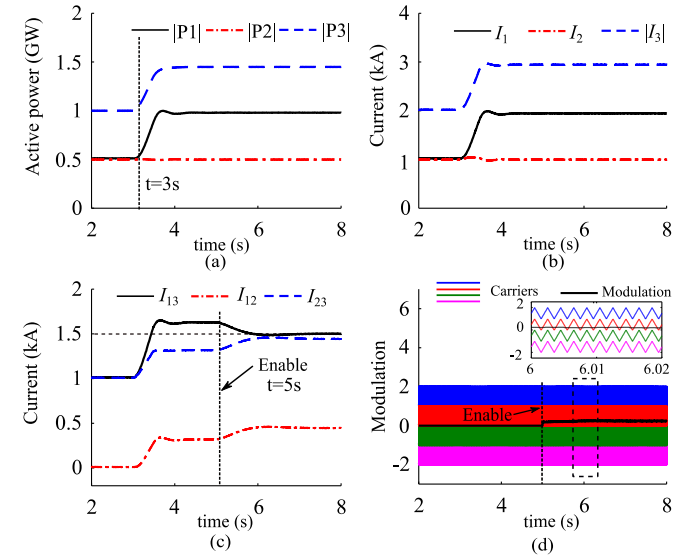 |P1| |P2| |P3|
Active power (GW)
2
1.5
1
0.5
0
t=3s
2 4 6 8
time (s)
(a)
I1 I2 |I3|
Current (kA)
4
3
2
1
0
2 4 6 8
time (s)
(b)
I13 I12 I23
Current (kA)
2
1.5
1
0.5
0
Enable
t=5s
2 4 6 8
time (s)
(c)
Carriers Modulation
Modulation
6
4
2
0
-2
2
0
-2
6 6.01 6.02
Enable
2 4 6 8
time (s)
(d)